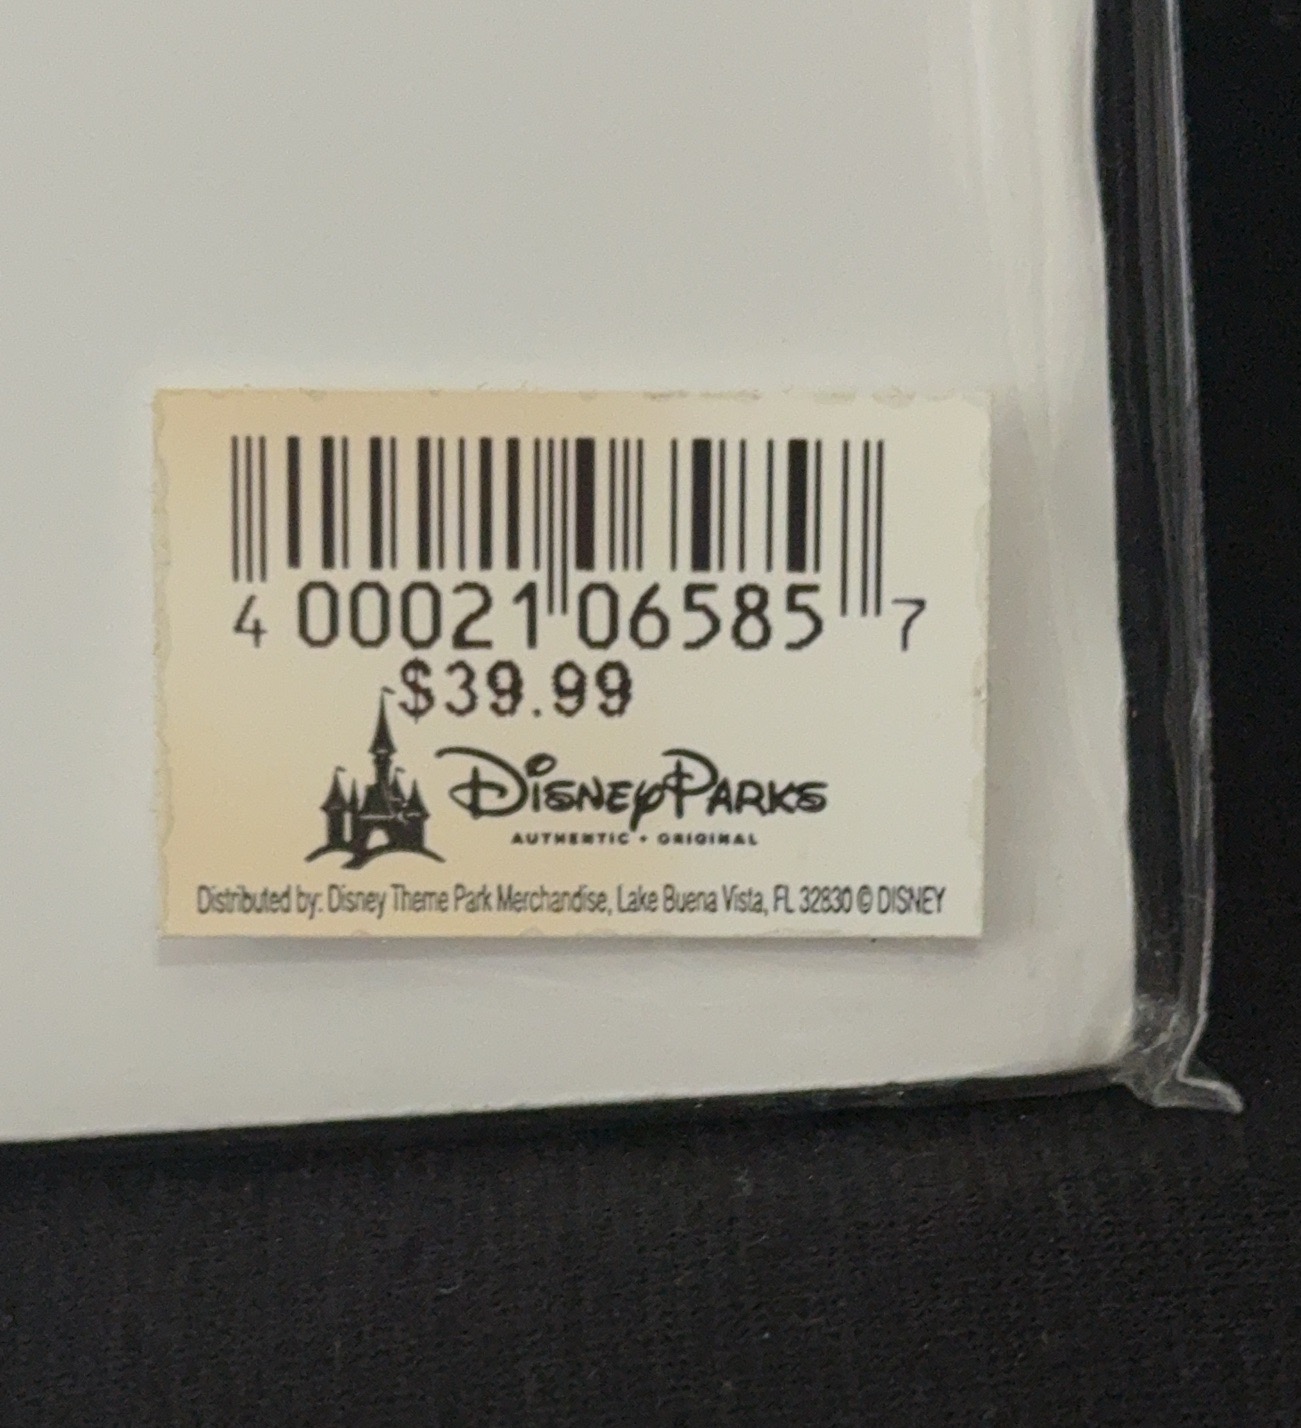 4 00021 06585 7
$39.99
Disney Parks
AUTHENTIC • ORIGINAL
Distributed by: Disney Theme Park Merchandise, Lake Buena Vista, FL 32830 © DISNEY